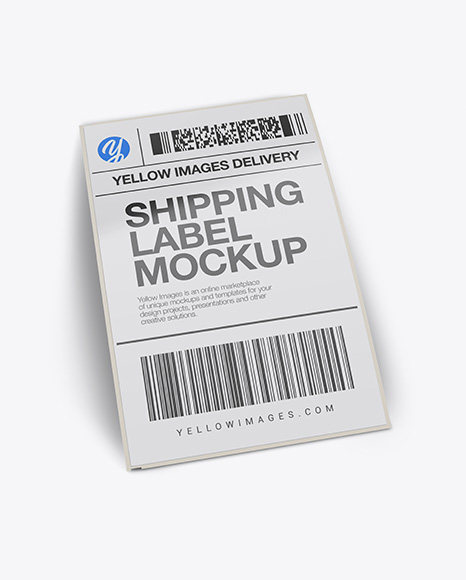 Yh
YELLOW IMAGES DELIVERY
SHIPPING
LABEL
MOCKUP
Yellow Images is an online marketplace
of unique mockups and templates for your
design projects, presentations and other
creative solutions.
YELLOWIMAGES.COM